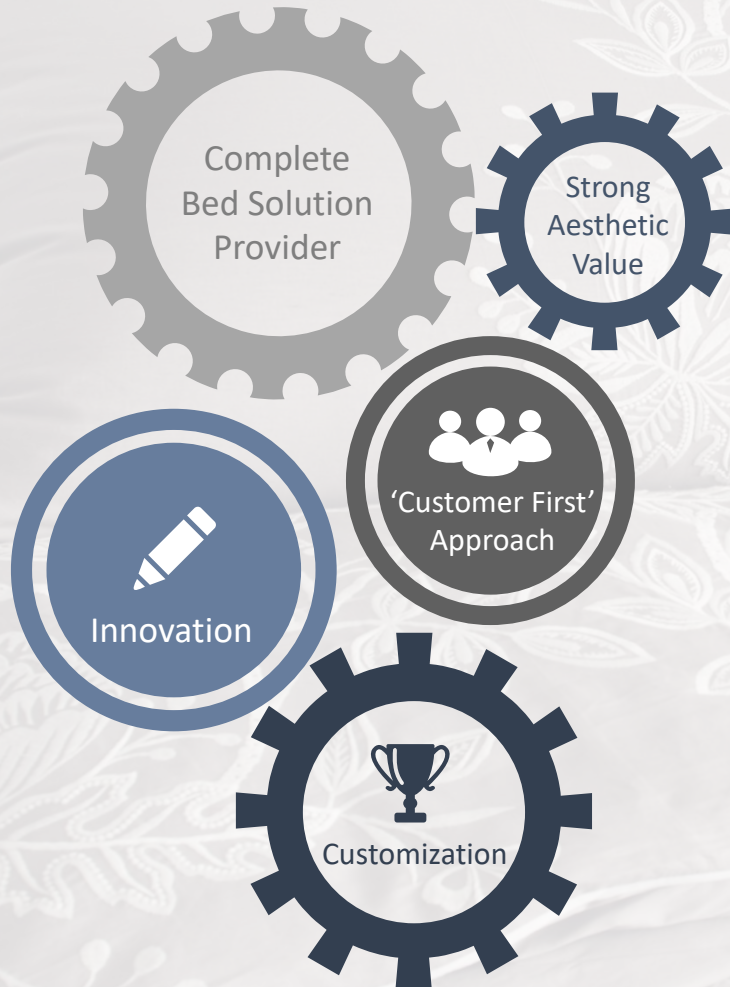 Complete
Bed Solution
Provider
Strong
Aesthetic
Value
‘Customer First’
Approach
Innovation
Customization